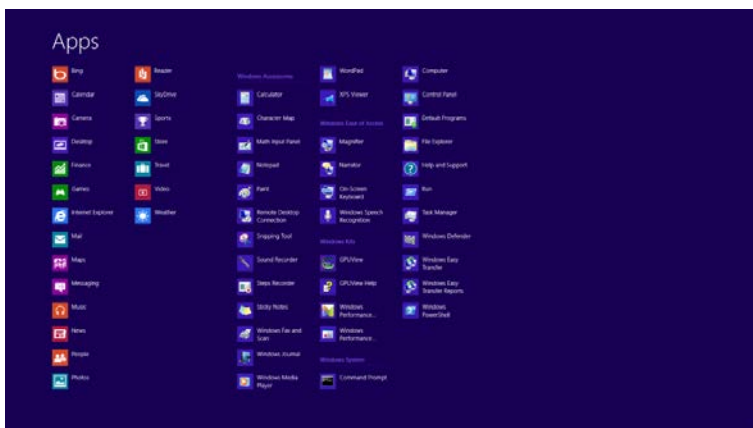 Apps
Bing
Calendar
Camera
Desktop
Finance
Games
Internet Explorer
Mail
Maps
Messaging
Music
News
People
Photos
Reader
SkyDrive
Sports
Store
Travel
Video
Weather
Windows Accessories
Calculator
Character Map
Math Input Panel
Notepad
Paint
Remote Desktop
Connection
Snipping Tool
Sound Recorder
Steps Recorder
Sticky Notes
Windows Fax and
Scan
Windows Journal
Windows Media
Player
WordPad
XPS Viewer
Windows Ease of Access
Magnifier
Narrator
On-Screen
Keyboard
Windows Speech
Recognition
Windows Kits
GPUView
GPUView Help
Windows
Performance...
Windows
Performance...
Windows System
Command Prompt
Computer
Control Panel
Default Programs
File Explorer
Help and Support
Run
Task Manager
Windows Defender
Windows Easy
Transfer
Windows Easy
Transfer Reports
Windows
PowerShell